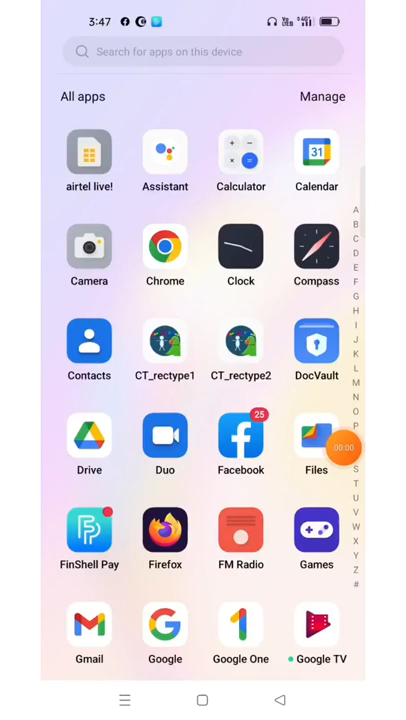 3:47
Search for apps on this device
All apps
Manage
31
airtel live!
Assistant
Calculator
Calendar
Camera
Chrome
Clock
Compass
Contacts
CT_rectype1
CT_rectype2
DocVault
25
Drive
Duo
Facebook
Files
00:00
FinShell Pay
Firefox
FM Radio
Games
Gmail
Google
Google One
Google TV
A
B
C
D
E
F
G
H
I
J
K
L
M
N
O
P
S
T
U
V
W
X
Y
Z
#